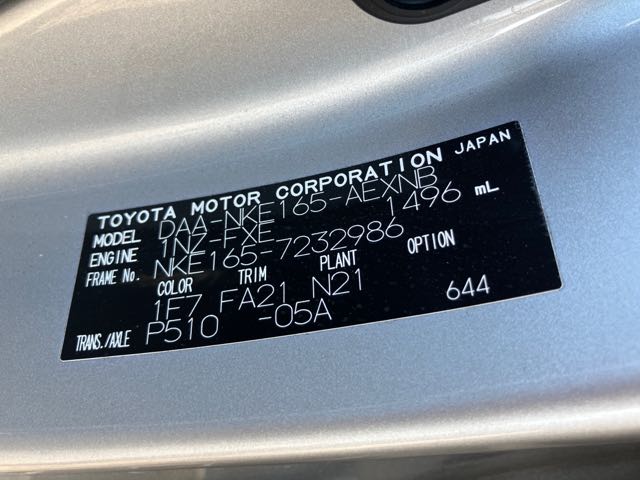 TOYOTA MOTOR CORPORATION JAPAN
MODEL DAA-NKE165-AEXNB
ENGINE 1NZ-FXE 1496 mL
FRAME No. NKE165-7232986
COLOR TRIM PLANT OPTION
1F7 FA21 N21
TRANS./AXLE P510 -05A 644